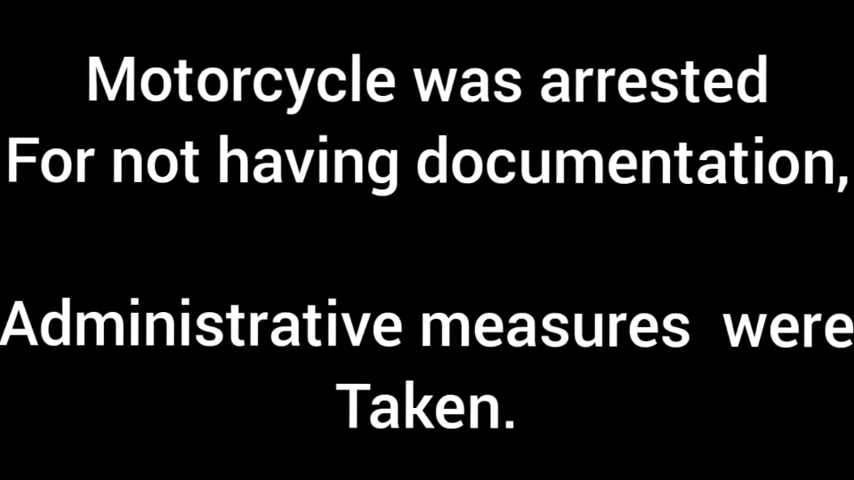 Motorcycle was arrested
For not having documentation,
Administrative measures  were
Taken.